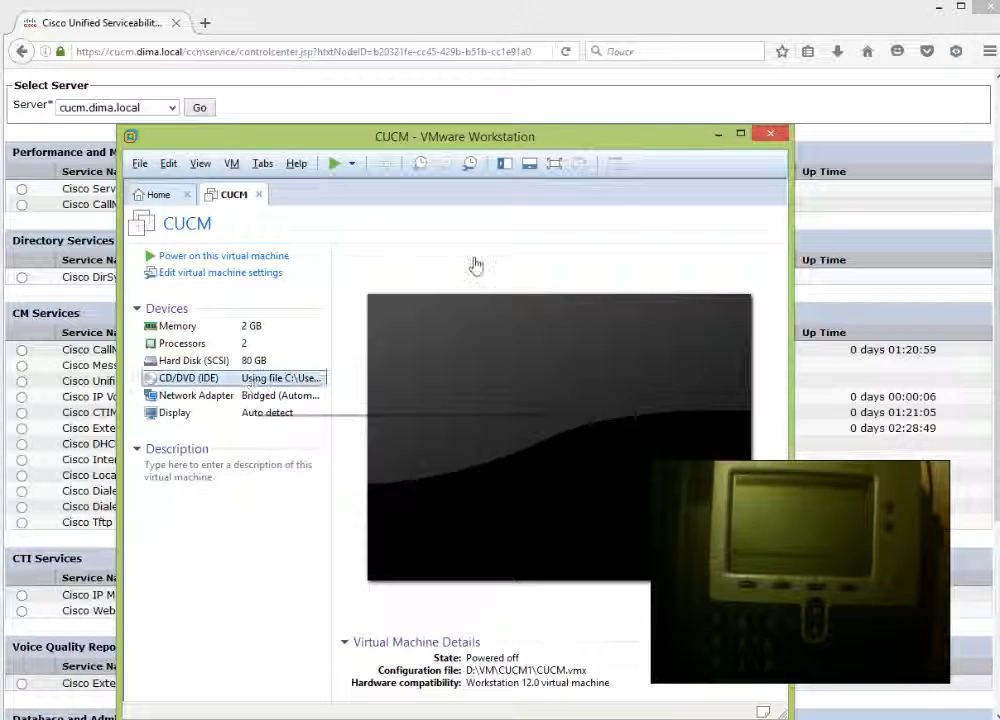 Cisco Unified Serviceabilit...
https://cucm.dima.local/ccmservice/controlcenter.jsp?htxtNodeID=b20321fe-cc45-429b-b51b-cc1e91a0
Поиск
Select Server
Server* cucm.dima.local Go
CUCM - VMware Workstation
File Edit View VM Tabs Help
Home CUCM
CUCM
Power on this virtual machine
Edit virtual machine settings
Devices
Memory 2 GB
Processors 2
Hard Disk (SCSI) 80 GB
CD/DVD (IDE) Using file C:\Use...
Network Adapter Bridged (Autom...
Display Auto detect
Description
Type here to enter a description of this
virtual machine.
Virtual Machine Details
State: Powered off
Configuration file: D:\VM\CUCM1\CUCM.vmx
Hardware compatibility: Workstation 12.0 virtual machine
Performance and M
Service Na Up Time
Cisco Serv
Cisco CallM
Directory Services
Service Na Up Time
Cisco DirSy
CM Services
Service Na Up Time
Cisco CallM 0 days 01:20:59
Cisco Mess
Cisco Unifi
Cisco IP Vo 0 days 00:00:06
Cisco CTIM 0 days 01:21:05
Cisco Exte 0 days 02:28:49
Cisco DHC
Cisco Inter
Cisco Loca
Cisco Diale
Cisco Diale
Cisco Tftp
CTI Services
Service Na
Cisco IP M
Cisco Web
Voice Quality Repo
Service Na
Cisco Exte
Database and Admi